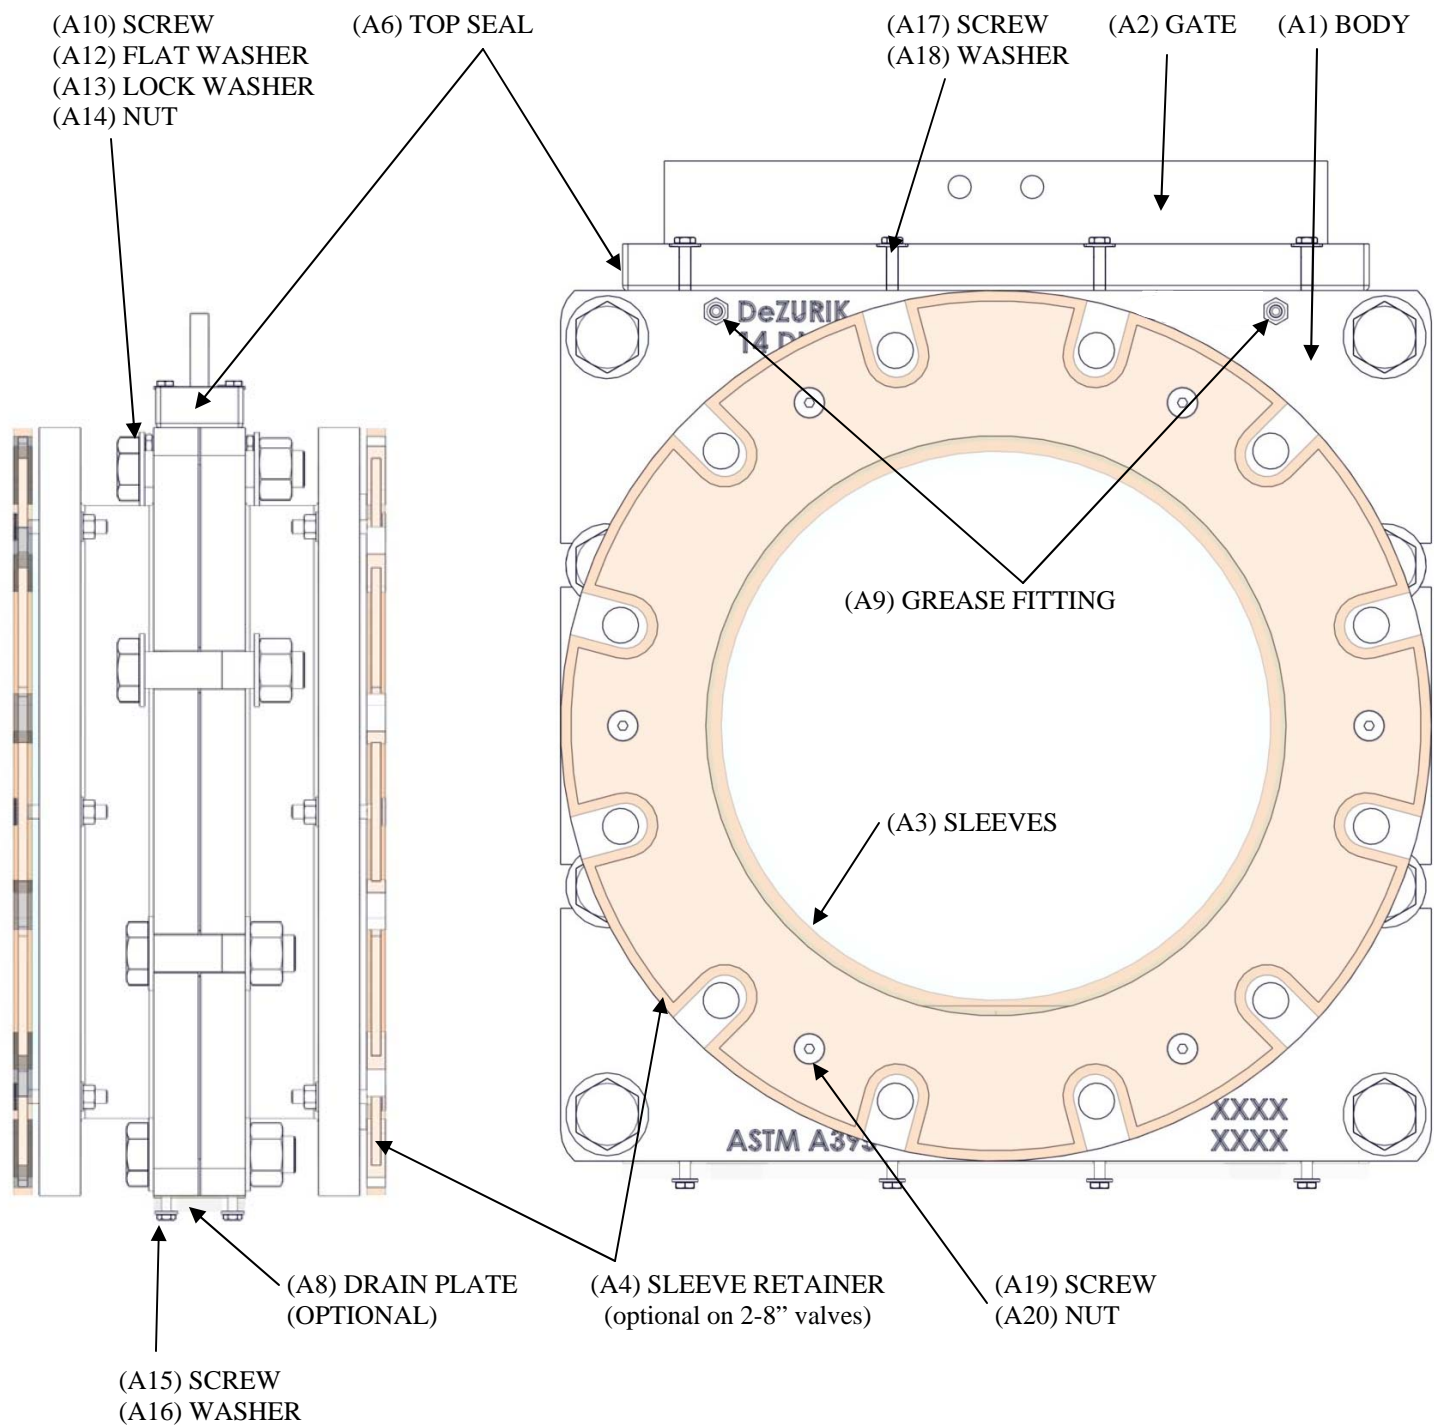 (A10) SCREW
(A12) FLAT WASHER
(A13) LOCK WASHER
(A14) NUT
(A6) TOP SEAL
(A17) SCREW
(A18) WASHER
(A2) GATE
(A1) BODY
DeZURIK
14
(A9) GREASE FITTING
(A3) SLEEVES
ASTM
XXXX
XXXX
(A8) DRAIN PLATE
(OPTIONAL)
(A4) SLEEVE RETAINER
(optional on 2-8” valves)
(A19) SCREW
(A20) NUT
(A15) SCREW
(A16) WASHER